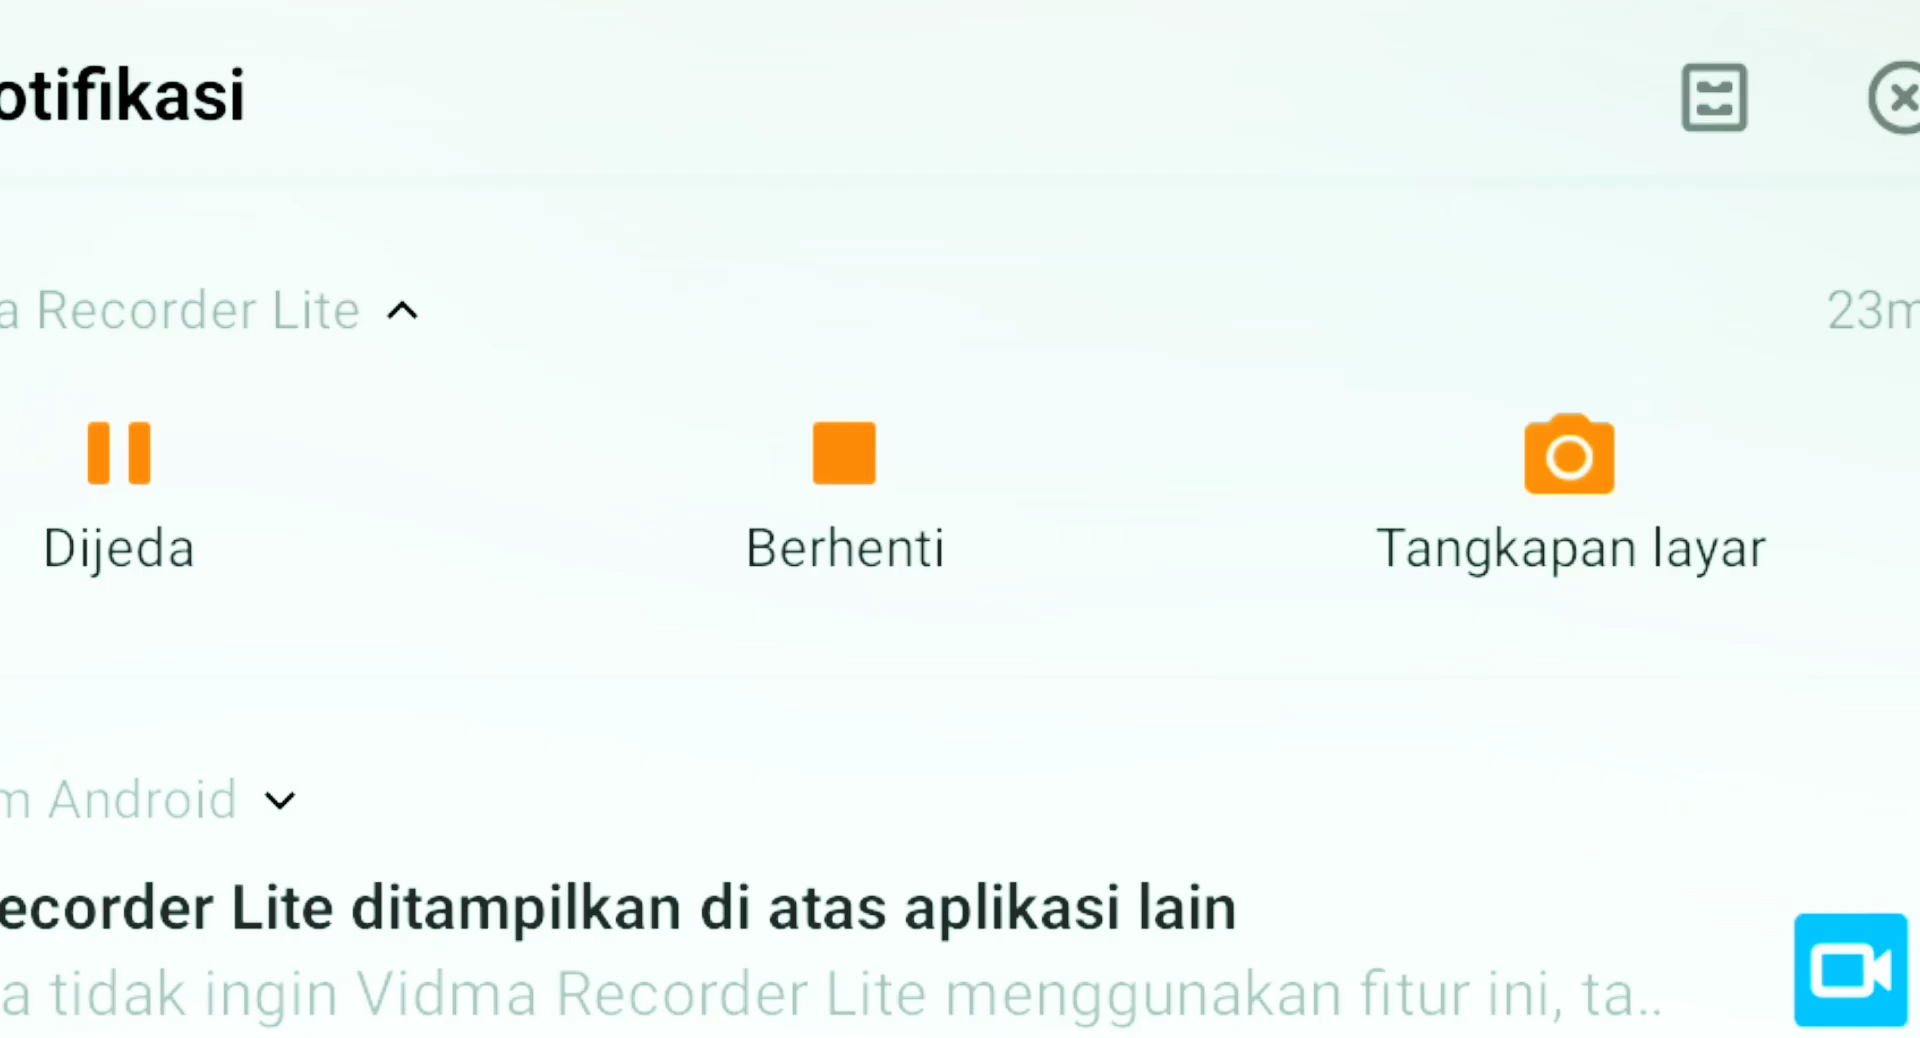 otifikasi
a Recorder Lite
23m
Dijeda
Berhenti
Tangkapan layar
m Android
ecorder Lite ditampilkan di atas aplikasi lain
a tidak ingin Vidma Recorder Lite menggunakan fitur ini, ta..